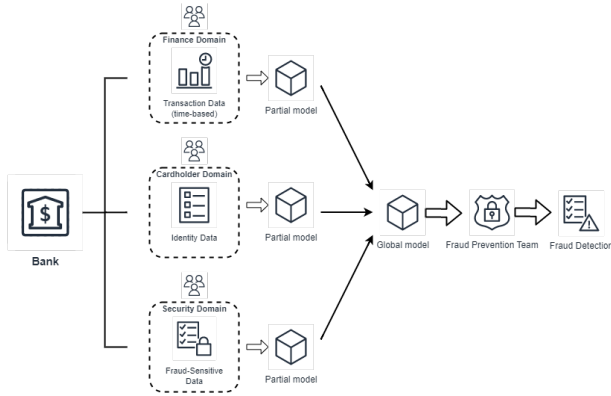 Finance Domain
Transaction Data
(time-based)
Partial model
Cardholder Domain
Identity Data
Partial model
$
Bank
Global model
Fraud Prevention Team
Fraud Detection
Security Domain
Fraud-Sensitive
Data
Partial model